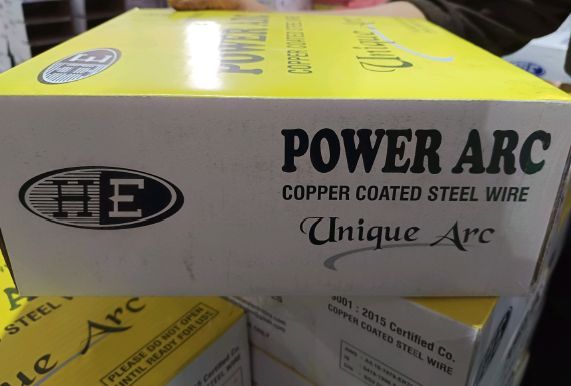 HE
POWER ARC
COPPER COATED STEEL WIRE
Unique Arc
HE
POWER ARC
COPPER COATED STEEL WIRE
Unique Arc
STEEL W
Arc
PLEASE DO NOT OPEN
UNTIL READY FOR USE!
9001 : 2015 Certified Co.
COPPER COATED STEEL WIRE